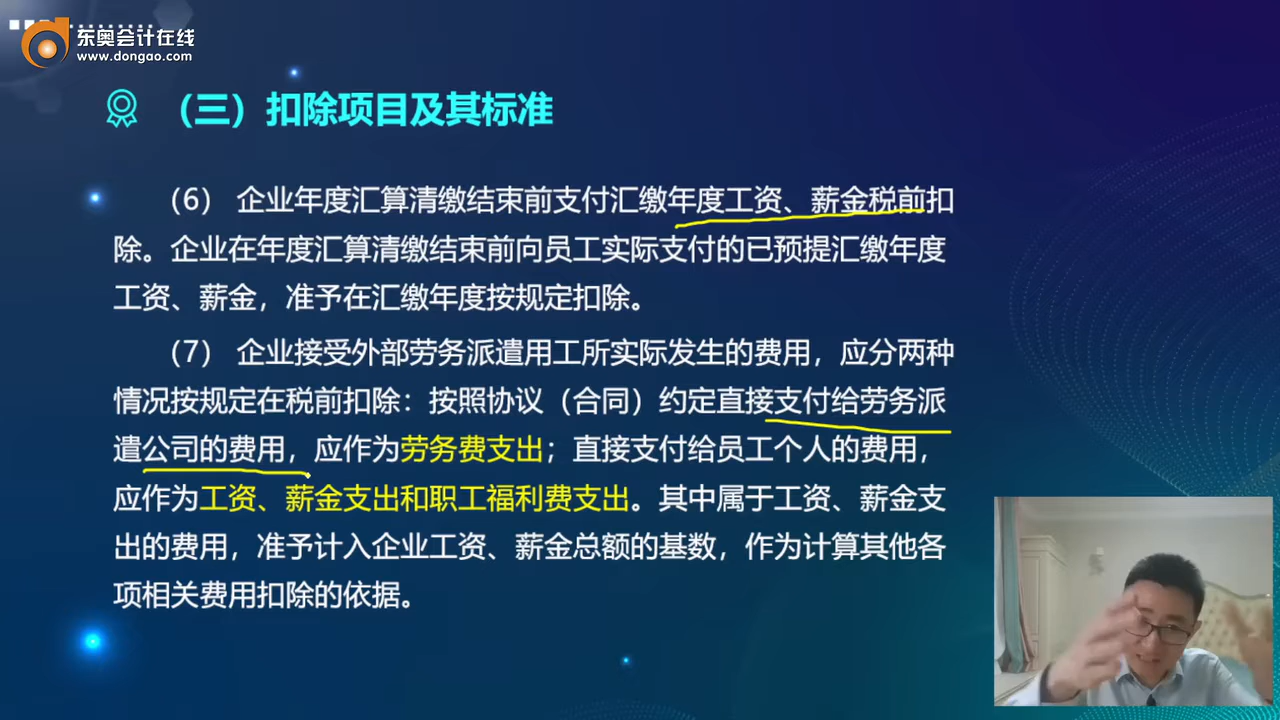 东奥会计在线
www.dongao.com
（三）扣除项目及其标准
（6） 企业年度汇算清缴结束前支付汇缴年度工资、薪金税前扣
除。企业在年度汇算清缴结束前向员工实际支付的已预提汇缴年度
工资、薪金，准予在汇缴年度按规定扣除。
（7） 企业接受外部劳务派遣用工所实际发生的费用，应分两种
情况按规定在税前扣除：按照协议（合同）约定直接支付给劳务派
遣公司的费用，应作为劳务费支出；直接支付给员工个人的费用，
应作为工资、薪金支出和职工福利费支出。其中属于工资、薪金支
出的费用，准予计入企业工资、薪金总额的基数，作为计算其他各
项相关费用扣除的依据。